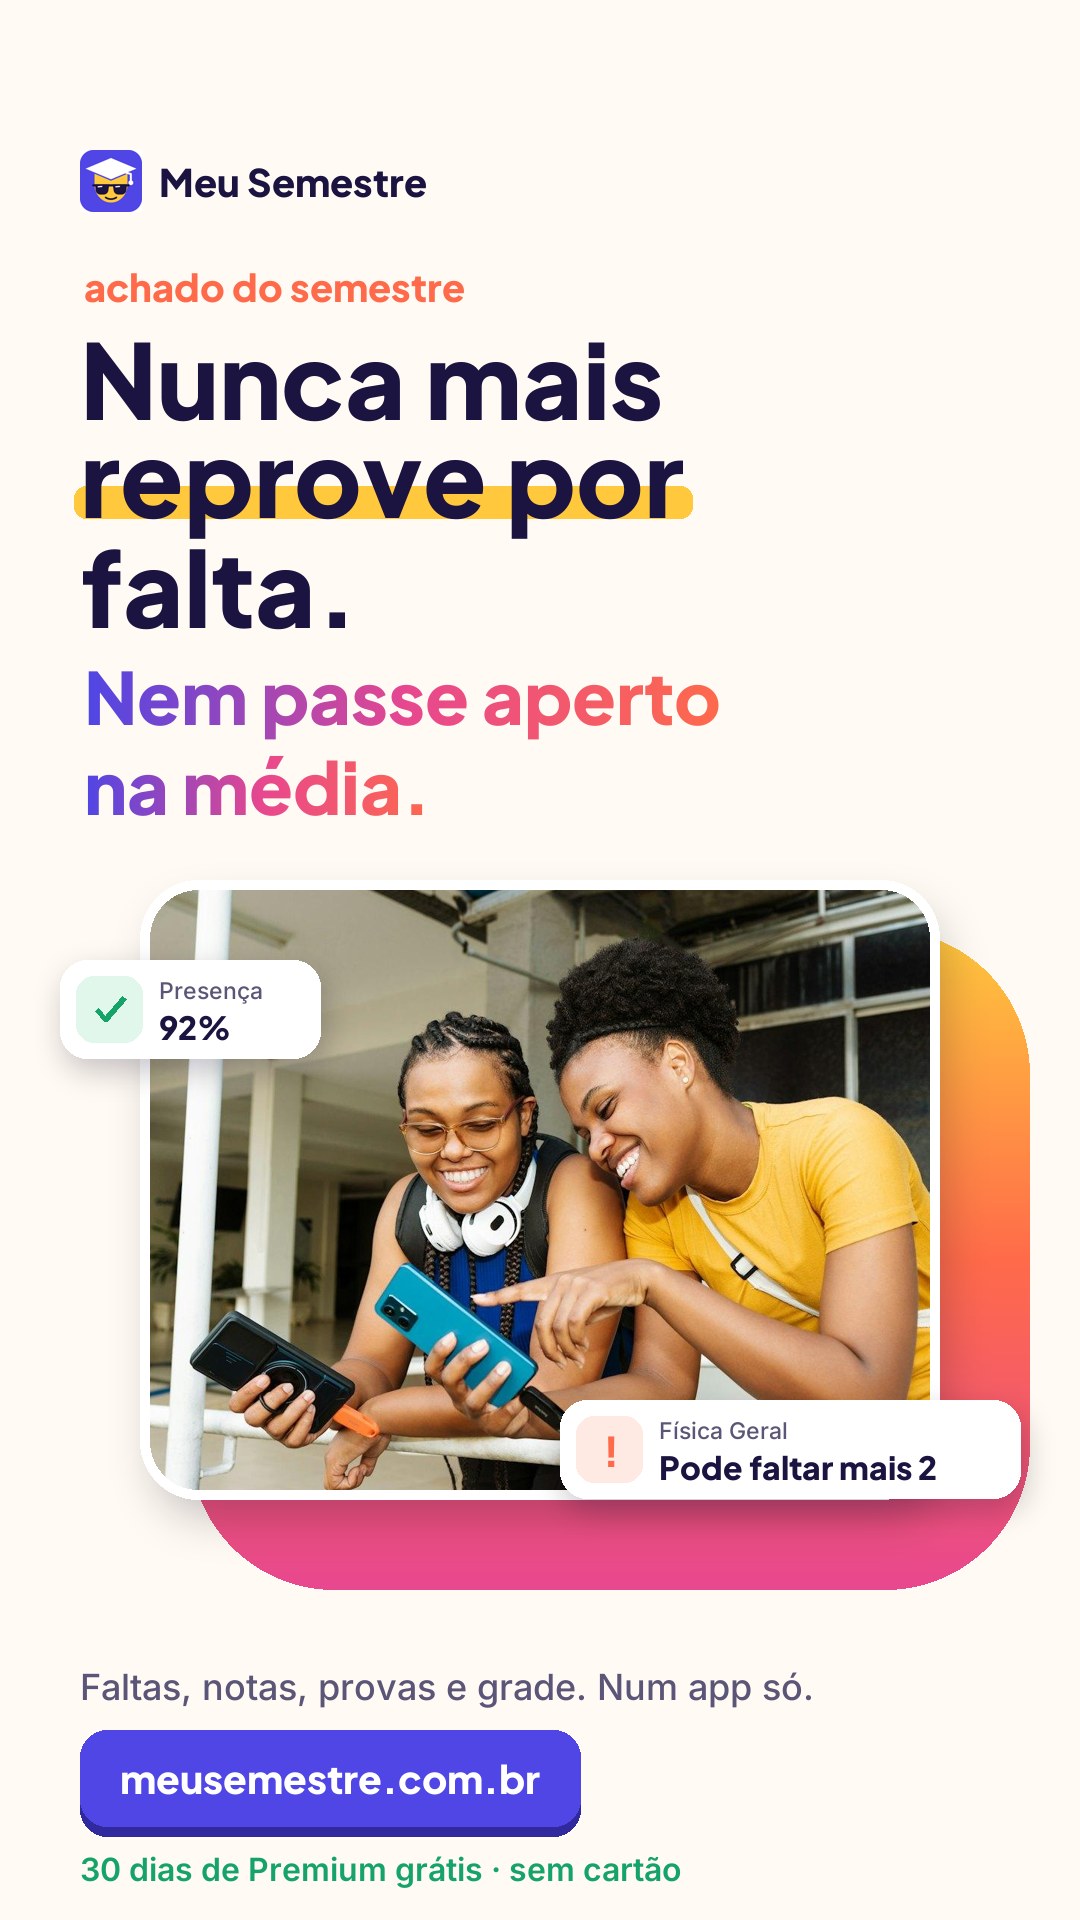 Meu Semestre
achado do semestre
Nunca mais
reprove por
falta.
Nem passe aperto
na média.
Presença
92%
Física Geral
Pode faltar mais 2
Faltas, notas, provas e grade. Num app só.
meusemestre.com.br
30 dias de Premium grátis · sem cartão